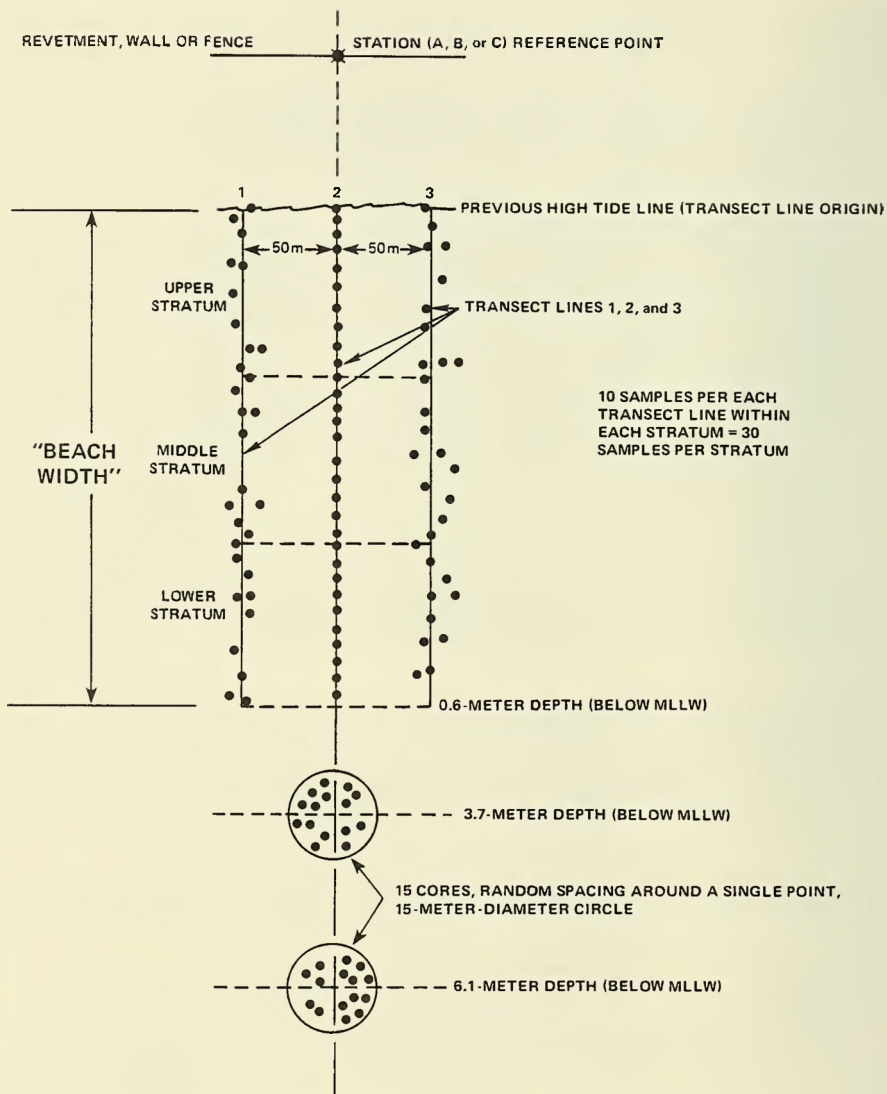 REVETMENT, WALL OR FENCE
STATION (A, B, or C) REFERENCE POINT
1 2 3
PREVIOUS HIGH TIDE LINE (TRANSECT LINE ORIGIN)
50m 50m
UPPER
STRATUM
TRANSECT LINES 1, 2, and 3
10 SAMPLES PER EACH
TRANSECT LINE WITHIN
EACH STRATUM = 30
SAMPLES PER STRATUM
"BEACH
WIDTH"
MIDDLE
STRATUM
LOWER
STRATUM
0.6-METER DEPTH (BELOW MLLW)
3.7-METER DEPTH (BELOW MLLW)
15 CORES, RANDOM SPACING AROUND A SINGLE POINT,
15-METER-DIAMETER CIRCLE
6.1-METER DEPTH (BELOW MLLW)